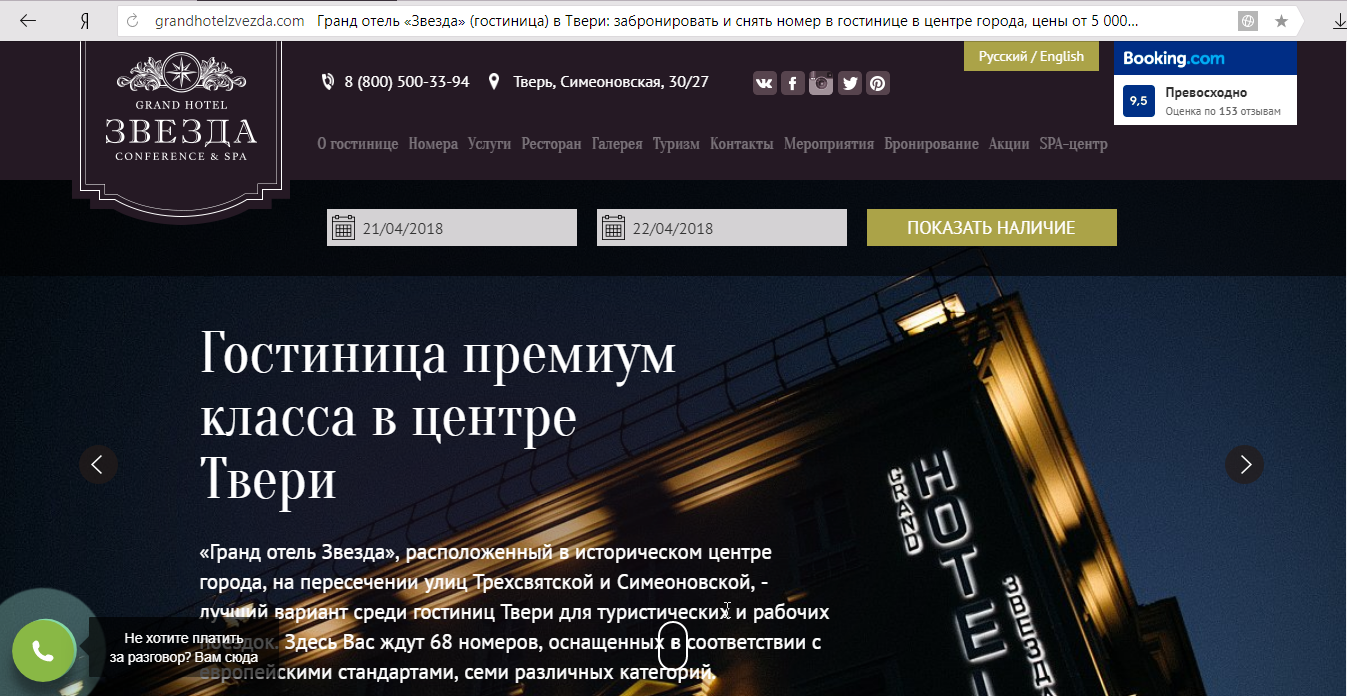 Я
grandhotelzvezda.com Гранд отель «Звезда» (гостиница) в Твери: забронировать и снять номер в гостинице в центре города, цены от 5 000...
GRAND HOTEL
ЗВЕЗДА
CONFERENCE & SPA
8 (800) 500-33-94 Тверь, Симеоновская, 30/27
Русский / English
Booking.com
9,5
Превосходно
Оценка по 153 отзывам
О гостинице Номера Услуги Ресторан Галерея Туризм Контакты Мероприятия Бронирование Акции SPA-центр
21/04/2018 22/04/2018 ПОКАЗАТЬ НАЛИЧИЕ
Гостиница премиум
класса в центре
Твери
«Гранд отель Звезда», расположенный в историческом центре
города, на пересечении улиц Трехсвятской и Симеоновской, -
лучший вариант среди гостиниц Твери для туристических и рабочих
поездок. Здесь Вас ждут 68 номеров, оснащенных в соответствии с
европейскими стандартами, семи различных категорий.
Не хотите платить
за разговор? Вам сюда
GRAND
HOTEL
ЗВЕЗДА